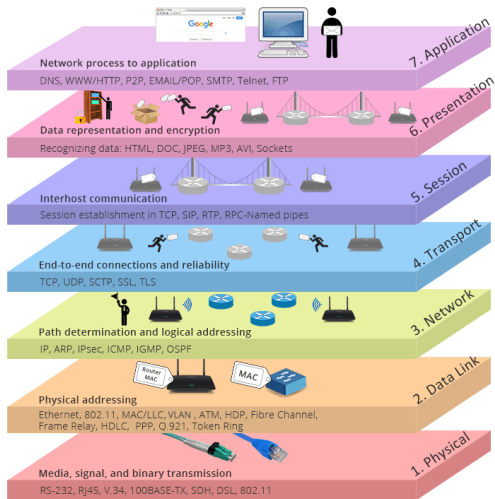 Google
7. Application
Network process to application
DNS, WWW/HTTP, P2P, EMAIL/POP, SMTP, Telnet, FTP
6. Presentation
Data representation and encryption
Recognizing data: HTML, DOC, JPEG, MP3, AVI, Sockets
5. Session
Interhost communication
Session establishment in TCP, SIP, RTP, RPC-Named pipes
4. Transport
End-to-end connections and reliability
TCP, UDP, SCTP, SSL, TLS
3. Network
Path determination and logical addressing
IP, ARP, IPsec, ICMP, IGMP, OSPF
2. Data Link
Router
MAC
MAC
Physical addressing
Ethernet, 802.11, MAC/LLC, VLAN , ATM, HDP, Fibre Channel,
Frame Relay, HDLC, PPP, Q.921, Token Ring
1. Physical
Media, signal, and binary transmission
RS-232, RJ45, V.34, 100BASE-TX, SDH, DSL, 802.11